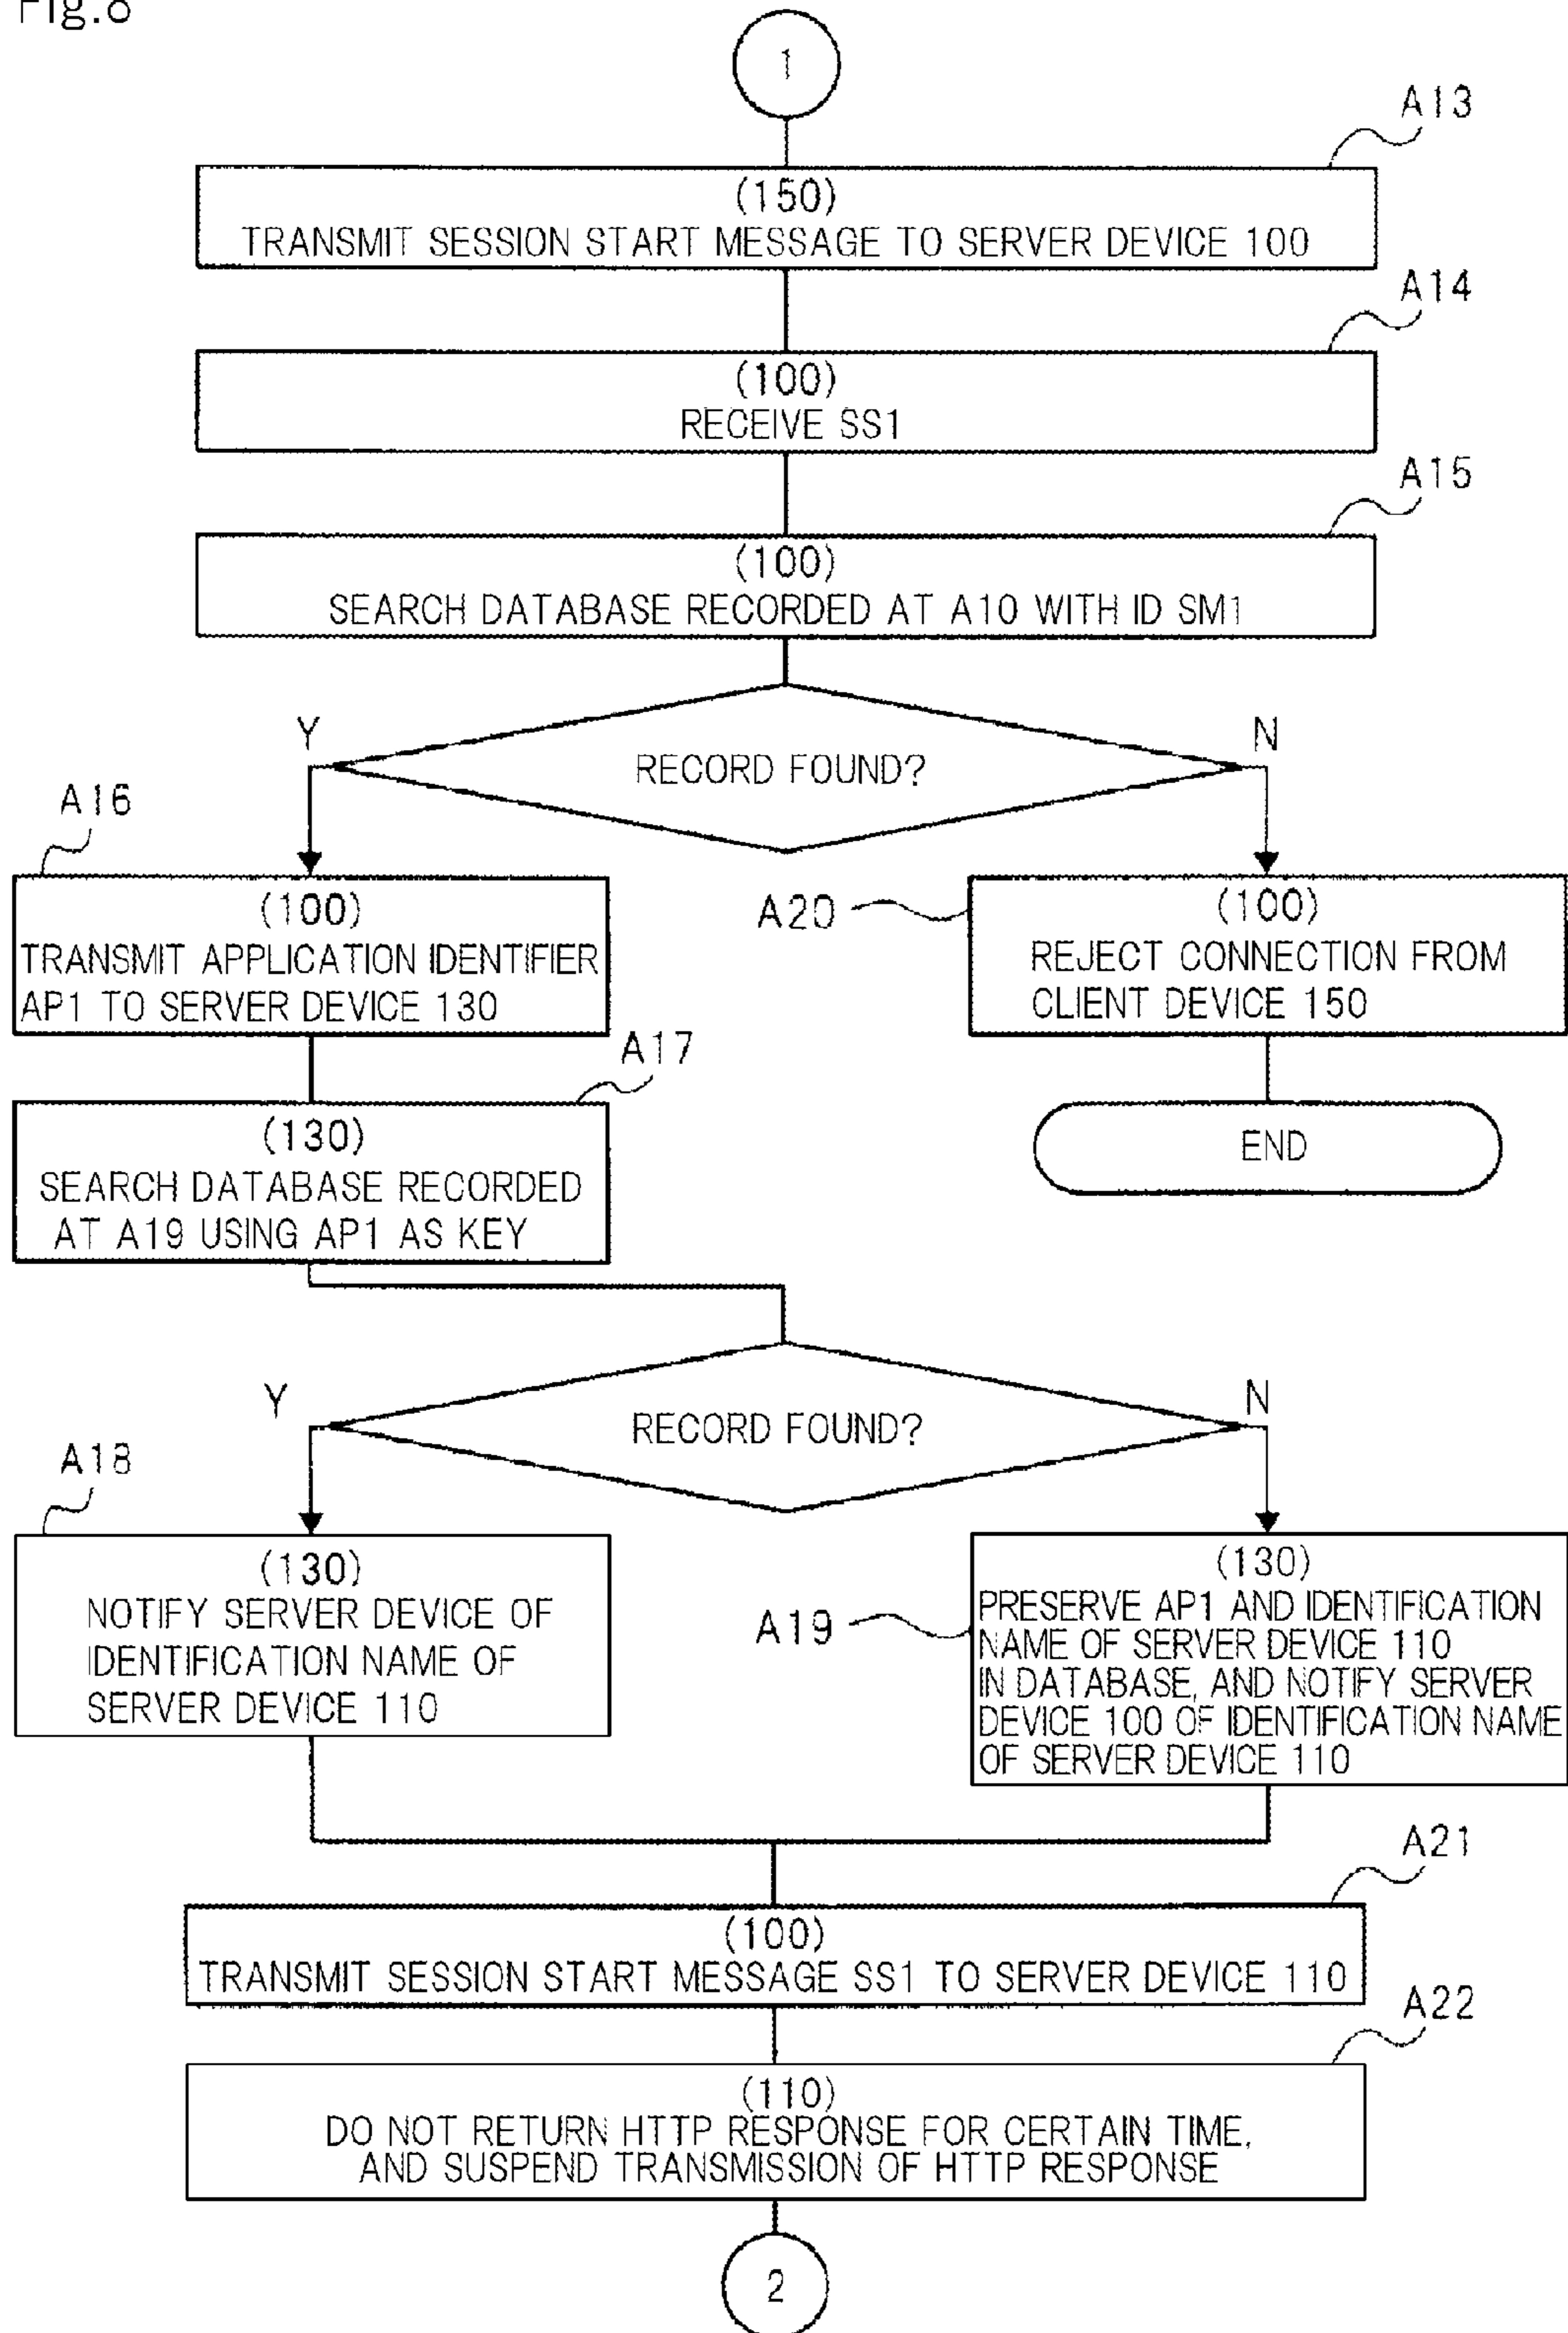 Fig.8
1
A13
(150)
TRANSMIT SESSION START MESSAGE TO SERVER DEVICE 100
A14
(100)
RECEIVE SS1
A15
(100)
SEARCH DATABASE RECORDED AT A10 WITH ID SM1
Y
N
RECORD FOUND?
A16
(100)
TRANSMIT APPLICATION IDENTIFIER
AP1 TO SERVER DEVICE 130
A20
(100)
REJECT CONNECTION FROM
CLIENT DEVICE 150
A17
(130)
SEARCH DATABASE RECORDED
AT A19 USING AP1 AS KEY
END
Y
N
RECORD FOUND?
A18
(130)
NOTIFY SERVER DEVICE OF
IDENTIFICATION NAME OF
SERVER DEVICE 110
A19
(130)
PRESERVE AP1 AND IDENTIFICATION
NAME OF SERVER DEVICE 110
IN DATABASE, AND NOTIFY SERVER
DEVICE 100 OF IDENTIFICATION NAME
OF SERVER DEVICE 110
A21
(100)
TRANSMIT SESSION START MESSAGE SS1 TO SERVER DEVICE 110
A22
(110)
DO NOT RETURN HTTP RESPONSE FOR CERTAIN TIME,
AND SUSPEND TRANSMISSION OF HTTP RESPONSE
2